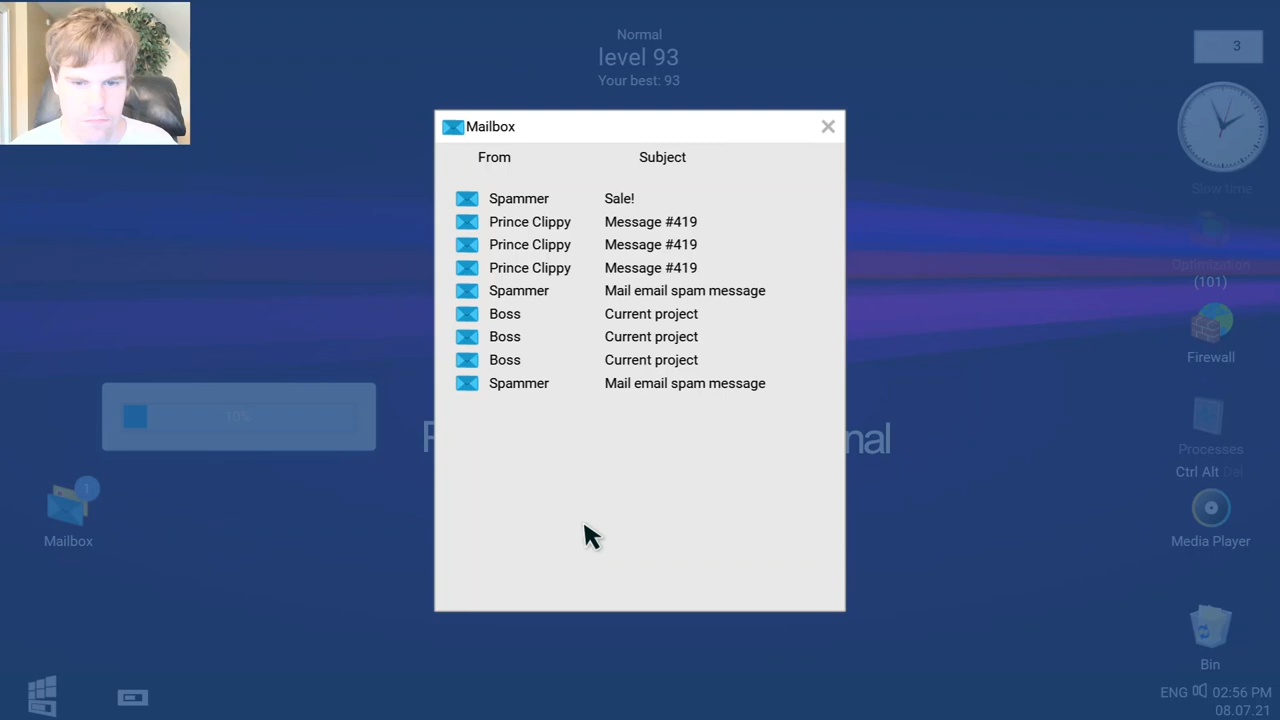 Normal
level 93
Your best: 93
3
Mailbox
From Subject
Spammer Sale!
Prince Clippy Message #419
Prince Clippy Message #419
Prince Clippy Message #419
Spammer Mail email spam message
Boss Current project
Boss Current project
Boss Current project
Spammer Mail email spam message
Slow time
Optimization
(101)
Firewall
10%
nal
Processes
Ctrl Alt Del
1
Mailbox
Media Player
Bin
ENG 02:56 PM
08.07.21